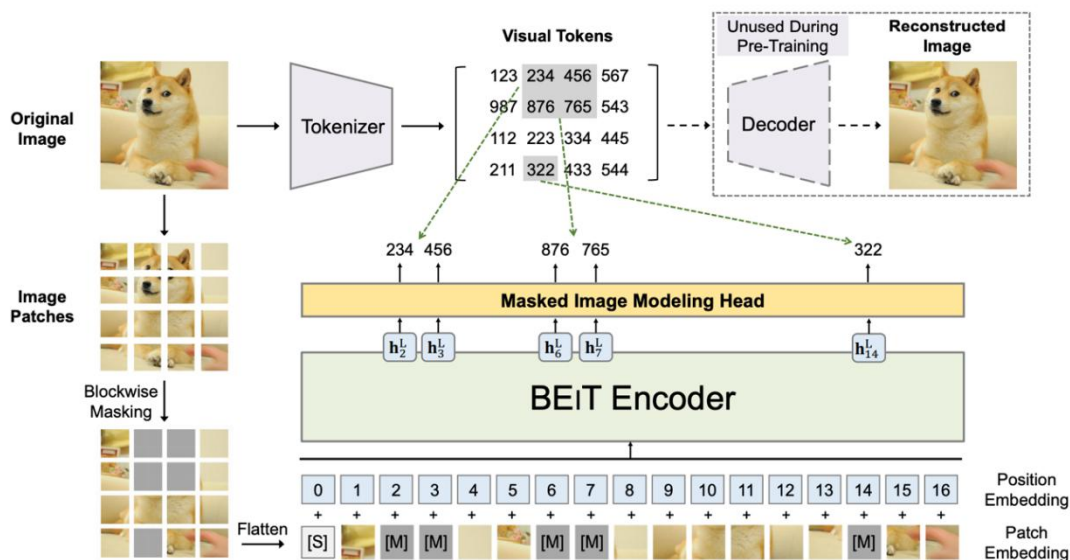 Original
Image
Tokenizer
Visual Tokens
123 234 456 567
987 876 765 543
112 223 334 445
211 322 433 544
Unused During
Pre-Training
Reconstructed
Image
Decoder
Image
Patches
234 456 876 765 322
Masked Image Modeling Head
h₂ᴸ h₃ᴸ h₆ᴸ h₇ᴸ h₁₄ᴸ
BEIT Encoder
Blockwise
Masking
Flatten
0 1 2 3 4 5 6 7 8 9 10 11 12 13 14 15 16
Position
Embedding
+ + + + + + + + + + + + + + + + +
[S] [M] [M] [M] [M] [M]
Patch
Embedding